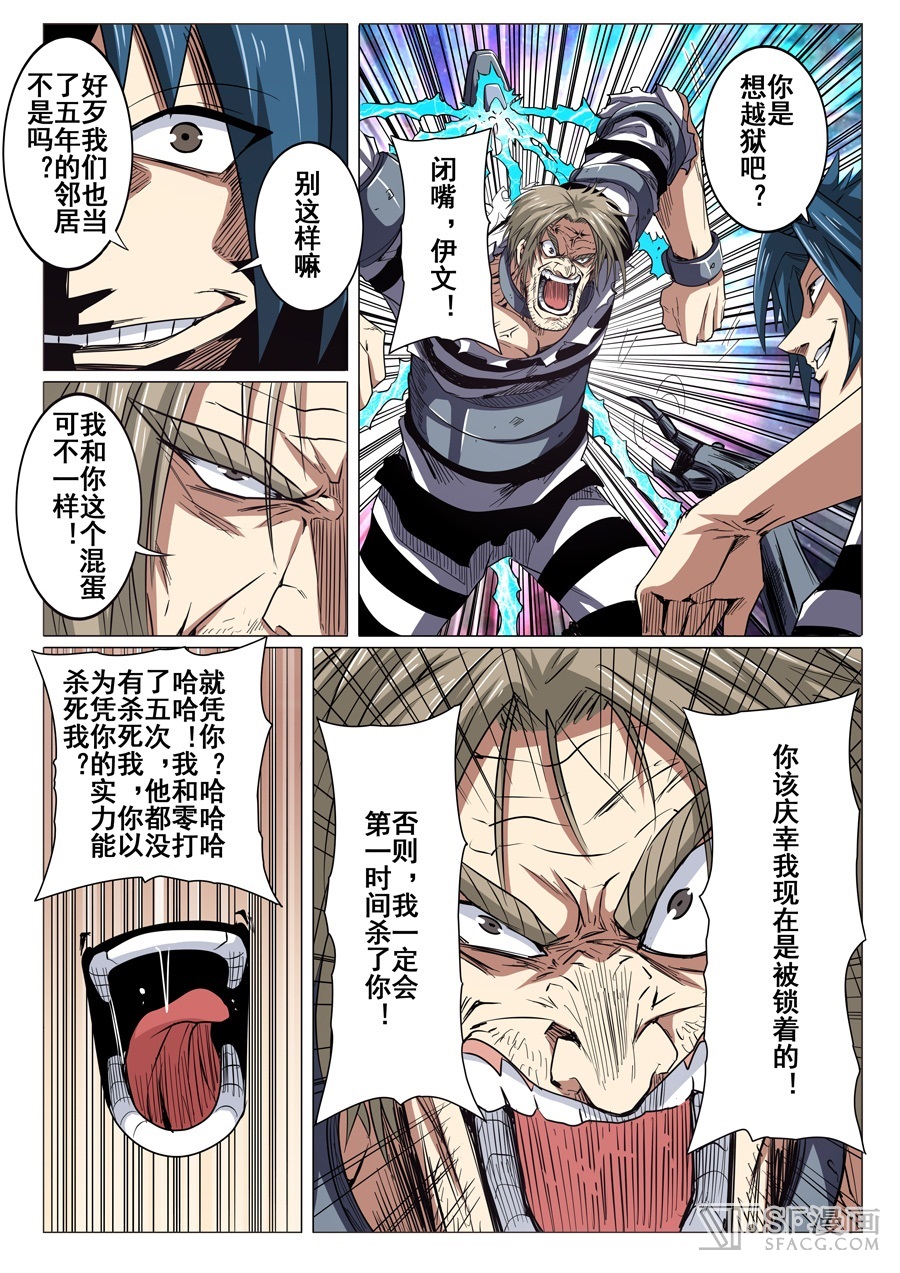 你是
想越狱吧？
闭嘴，伊文！
别这样嘛
好歹我们也当
了五年的邻居
不是吗？
我和你这个混蛋
可不一样！
你该庆幸我现在是被锁着的！
否则，我一定会
第一时间杀了你！
就凭你？哈哈哈
哈哈！我和零打
了五次，他都没
有杀死我，你以
为凭你的实力能
杀死我？
SF漫画
SFACG.COM